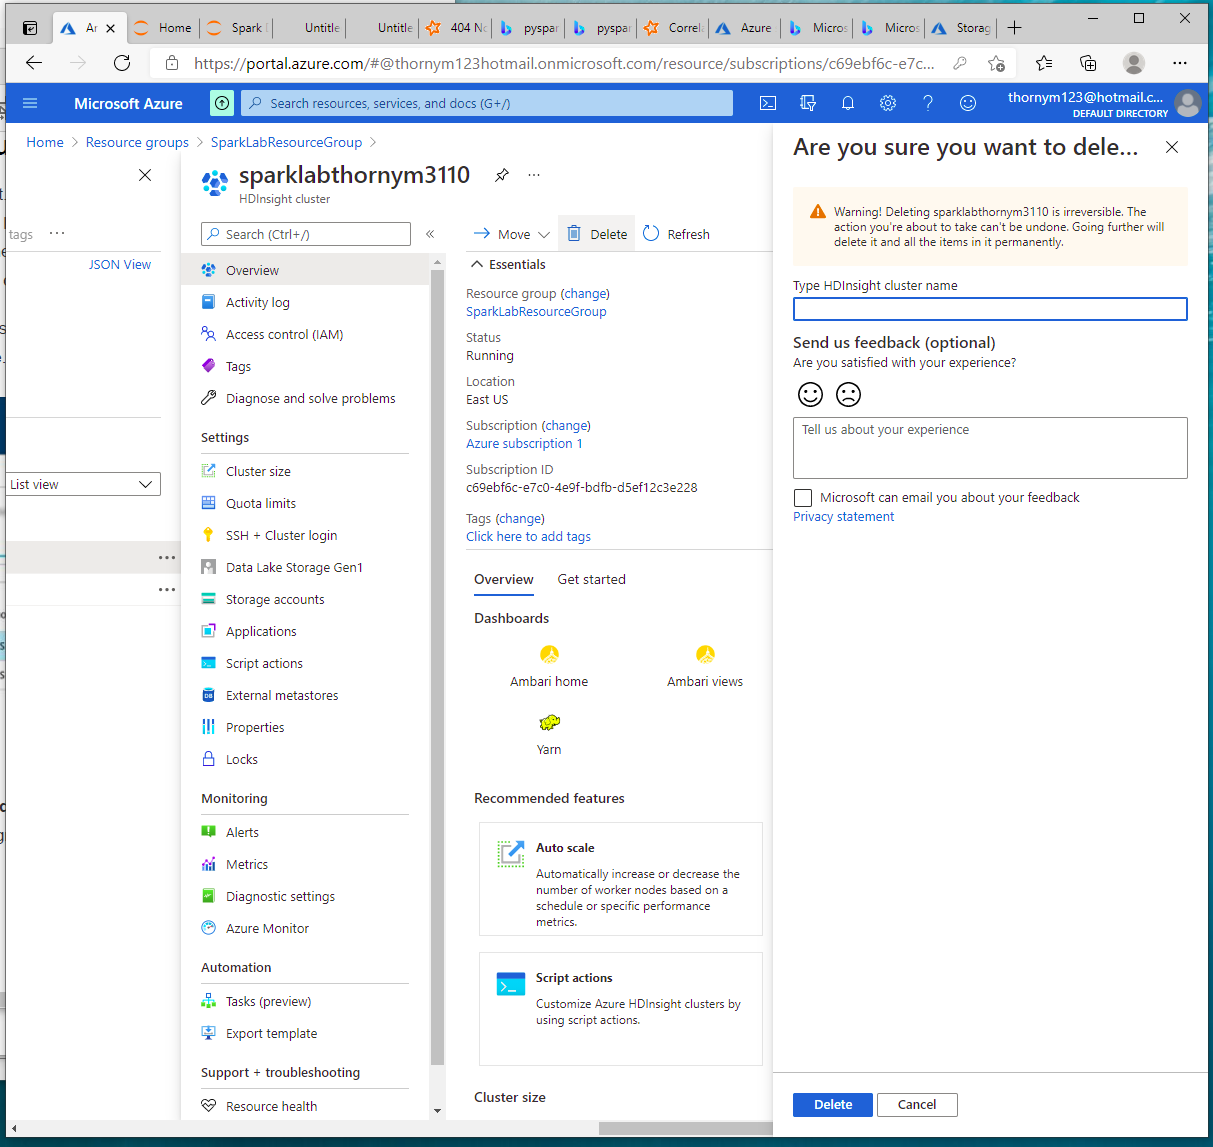 Ar
Home
Spark L
Untitle
Untitle
404 No
pyspar
pyspar
Correl
Azure
Micros
Micros
Storag
https://portal.azure.com/#@thornym123hotmail.onmicrosoft.com/resource/subscriptions/c69ebf6c-e7c...
Microsoft Azure
Search resources, services, and docs (G+/)
thornym123@hotmail.c...
DEFAULT DIRECTORY
Home > Resource groups > SparkLabResourceGroup >
tags ...
JSON View
List view
sparklabthornym3110
HDInsight cluster
Search (Ctrl+/)
Overview
Activity log
Access control (IAM)
Tags
Diagnose and solve problems
Settings
Cluster size
Quota limits
SSH + Cluster login
Data Lake Storage Gen1
Storage accounts
Applications
Script actions
External metastores
Properties
Locks
Monitoring
Alerts
Metrics
Diagnostic settings
Azure Monitor
Automation
Tasks (preview)
Export template
Support + troubleshooting
Resource health
Move
Delete
Refresh
Essentials
Resource group (change)
SparkLabResourceGroup
Status
Running
Location
East US
Subscription (change)
Azure subscription 1
Subscription ID
c69ebf6c-e7c0-4e9f-bdfb-d5ef12c3e228
Tags (change)
Click here to add tags
Overview
Get started
Dashboards
Ambari home
Ambari views
Yarn
Recommended features
Auto scale
Automatically increase or decrease the
number of worker nodes based on a
schedule or specific performance
metrics.
Script actions
Customize Azure HDInsight clusters by
using script actions.
Cluster size
Are you sure you want to dele...
Warning! Deleting sparklabthornym3110 is irreversible. The
action you're about to take can't be undone. Going further will
delete it and all the items in it permanently.
Type HDInsight cluster name
Send us feedback (optional)
Are you satisfied with your experience?
Tell us about your experience
Microsoft can email you about your feedback
Privacy statement
Delete
Cancel